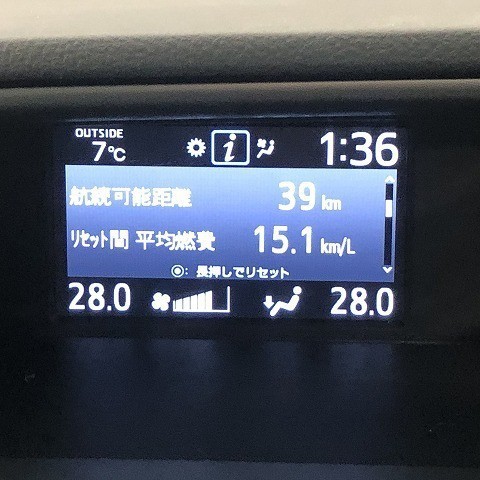 OUTSIDE
7℃
1:36
航続可能距離 39 km
リセット間 平均燃費 15.1 km/L
◉: 長押しでリセット
28.0
28.0